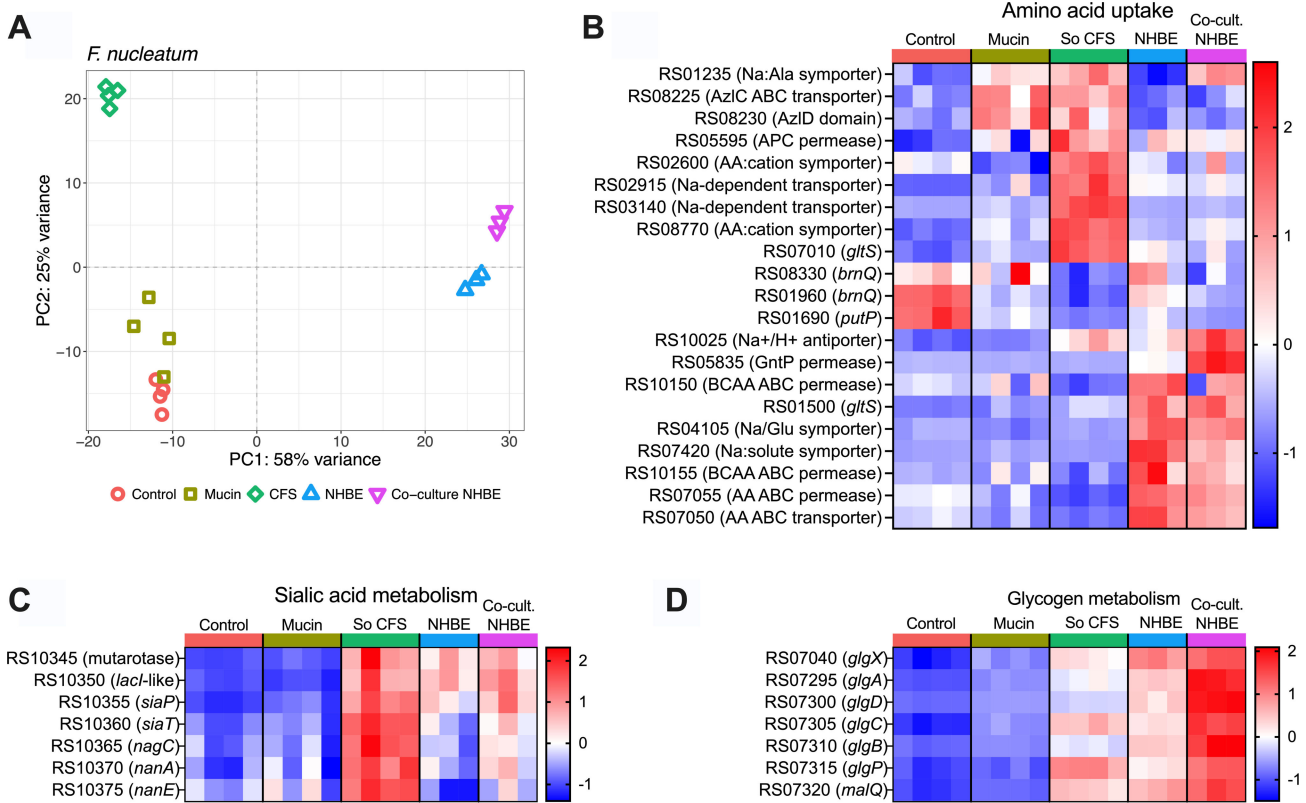 A
F. nucleatum
20
10
0
−10
PC2: 25% variance
−20
−10
0
10
20
30
PC1: 58% variance
Control
Mucin
CFS
NHBE
Co−culture NHBE
B
Amino acid uptake
Control
Mucin
So CFS
NHBE
Co-cult.
NHBE
RS01235 (Na:Ala symporter)
RS08225 (AzlC ABC transporter)
RS08230 (AzlD domain)
RS05595 (APC permease)
RS02600 (AA:cation symporter)
RS02915 (Na-dependent transporter)
RS03140 (Na-dependent transporter)
RS08770 (AA:cation symporter)
RS07010 (gltS)
RS08330 (brnQ)
RS01960 (brnQ)
RS01690 (putP)
RS10025 (Na+/H+ antiporter)
RS05835 (GntP permease)
RS10150 (BCAA ABC permease)
RS01500 (gltS)
RS04105 (Na/Glu symporter)
RS07420 (Na:solute symporter)
RS10155 (BCAA ABC permease)
RS07055 (AA ABC permease)
RS07050 (AA ABC transporter)
2
1
0
-1
C
Sialic acid metabolism
Control
Mucin
So CFS
NHBE
Co-cult.
NHBE
RS10345 (mutarotase)
RS10350 (lacI-like)
RS10355 (siaP)
RS10360 (siaT)
RS10365 (nagC)
RS10370 (nanA)
RS10375 (nanE)
2
1
0
-1
D
Glycogen metabolism
Control
Mucin
So CFS
NHBE
Co-cult.
NHBE
RS07040 (glgX)
RS07295 (glgA)
RS07300 (glgD)
RS07305 (glgC)
RS07310 (glgB)
RS07315 (glgP)
RS07320 (malQ)
2
1
0
-1